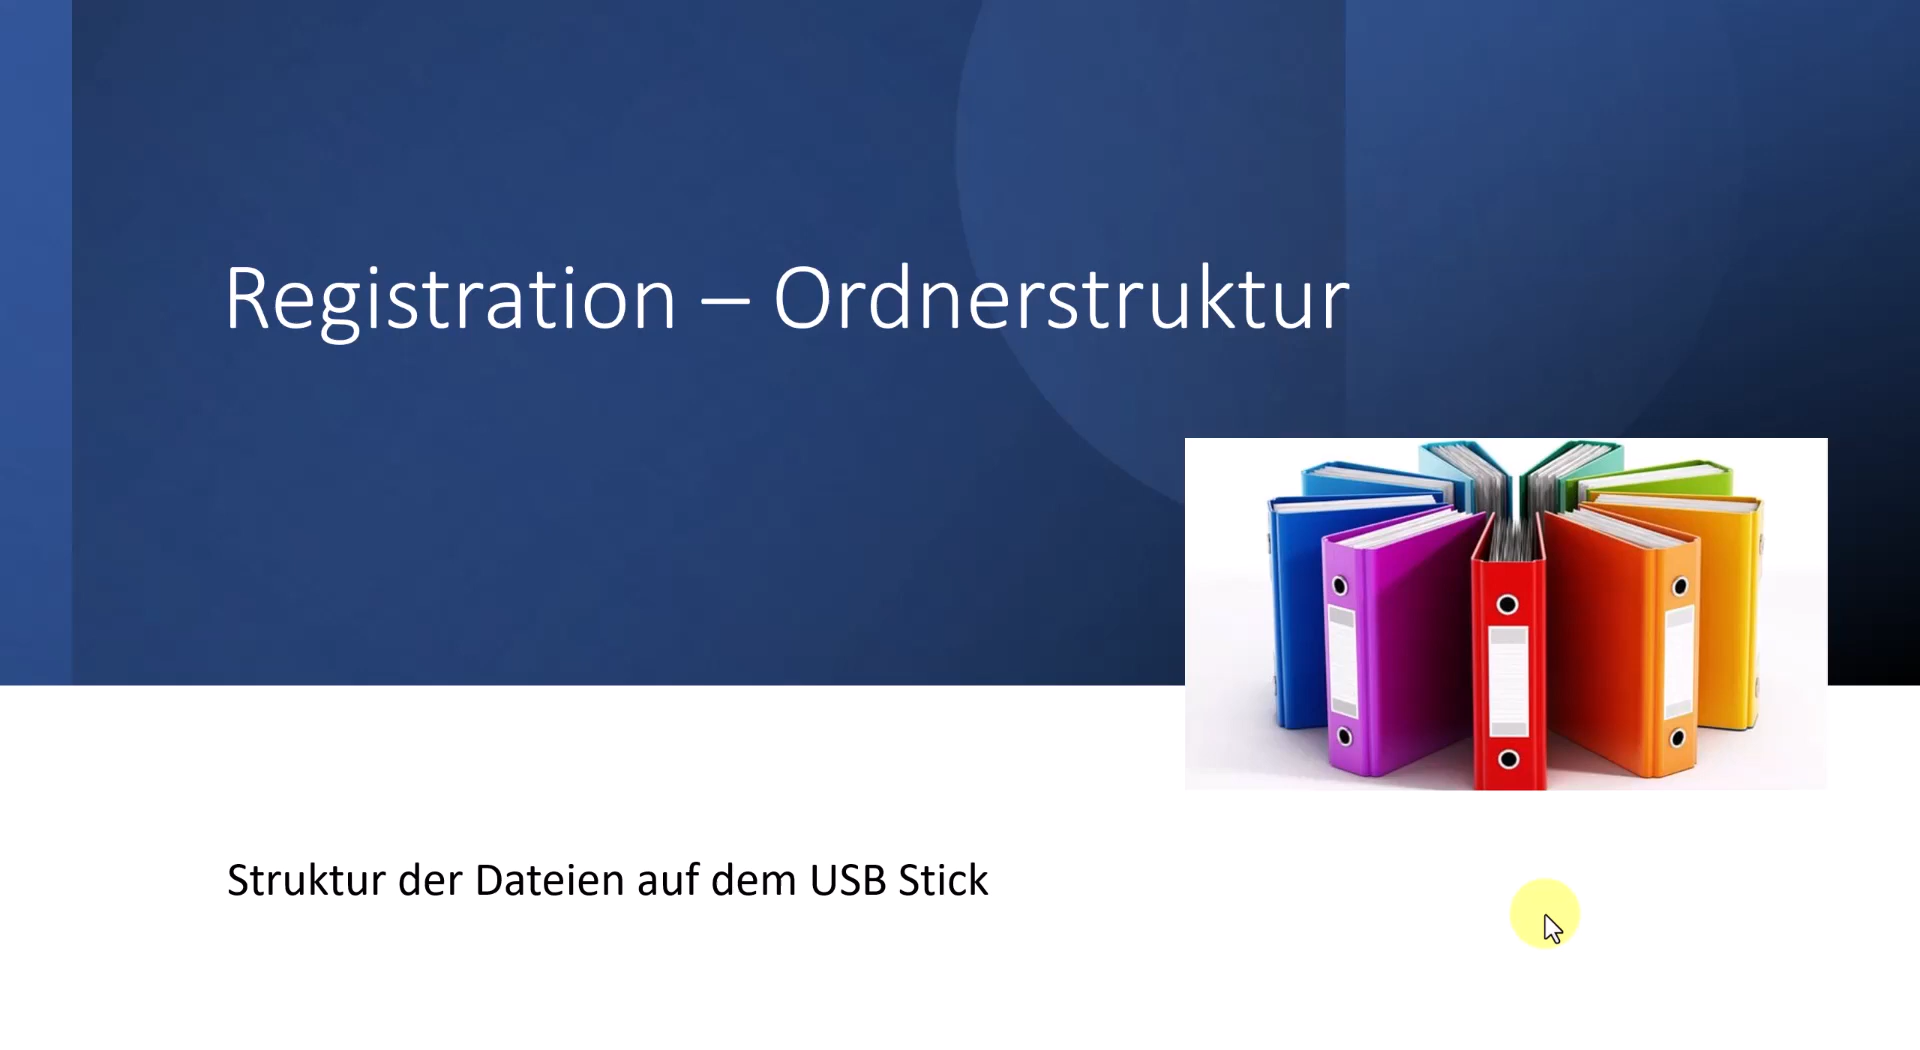 Registration – Ordnerstruktur
Struktur der Dateien auf dem USB Stick